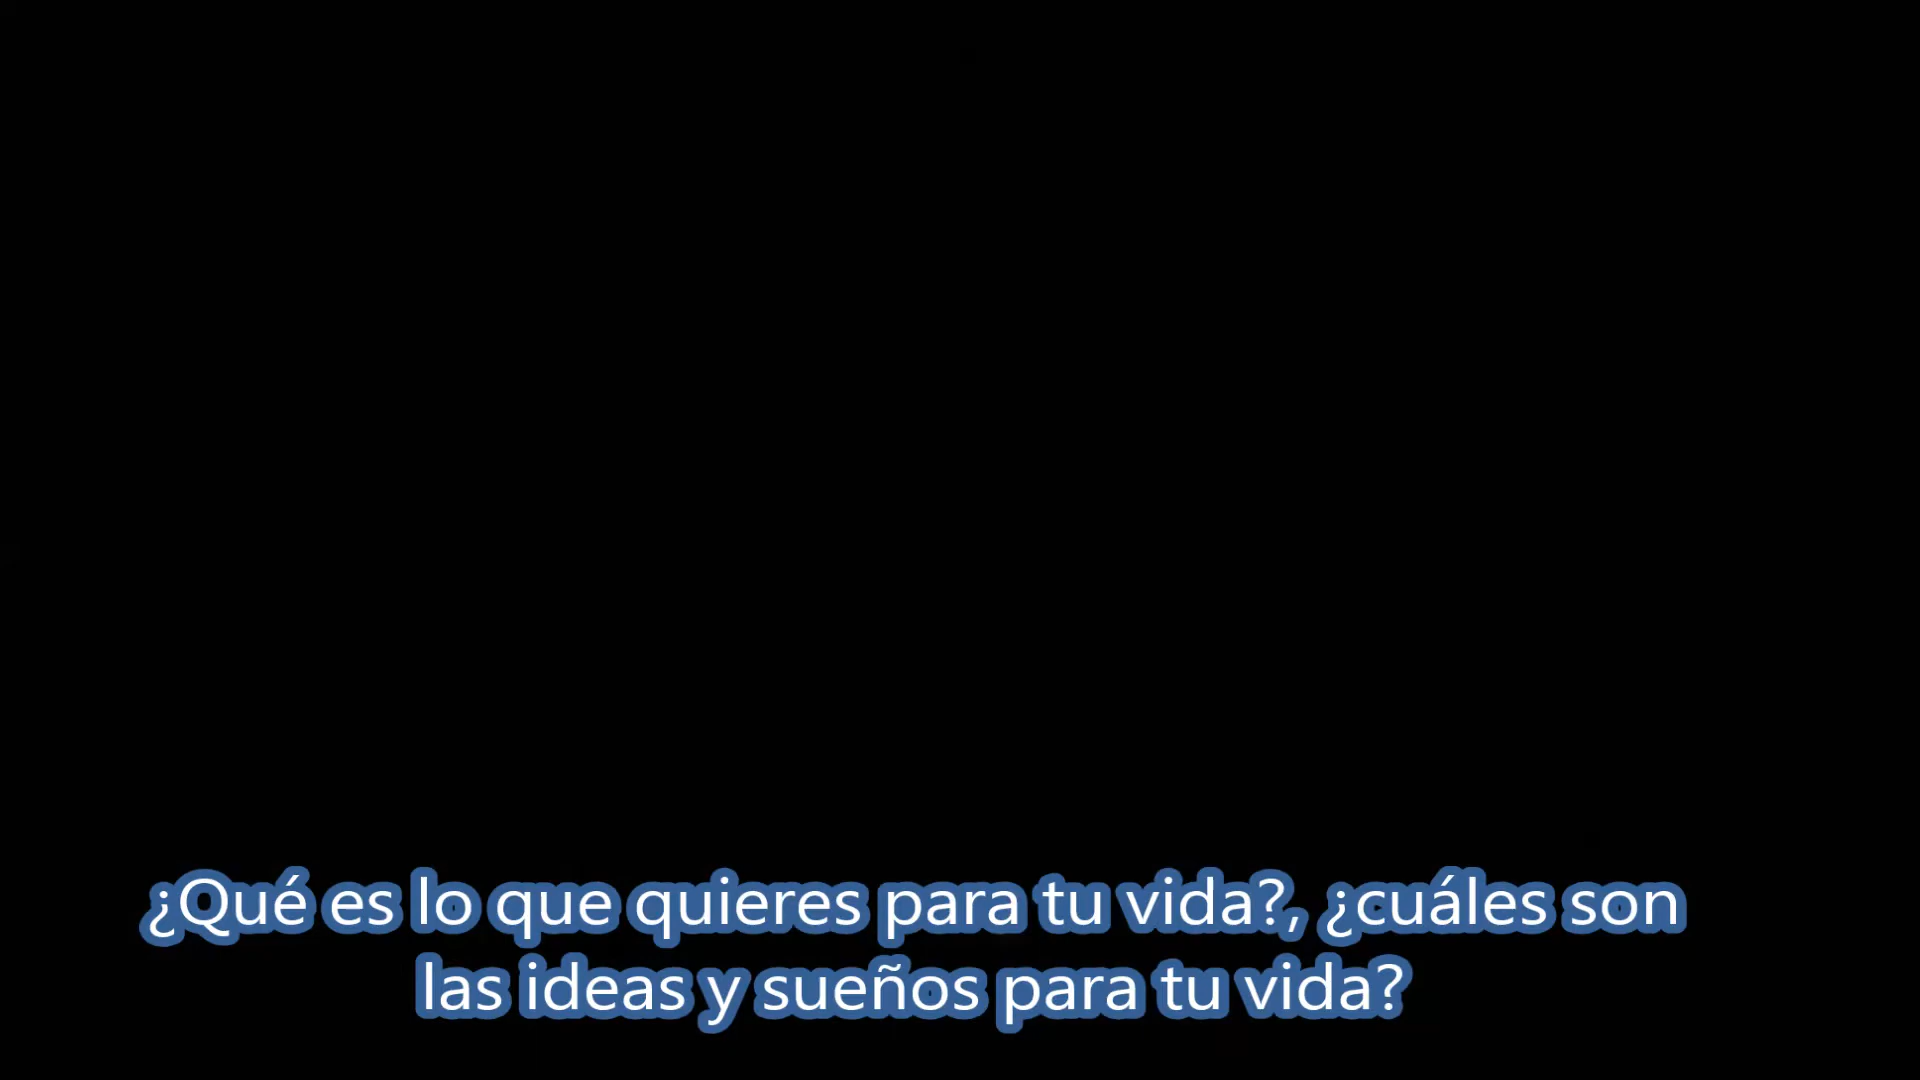 ¿Qué es lo que quieres para tu vida?, ¿cuáles son
las ideas y sueños para tu vida?